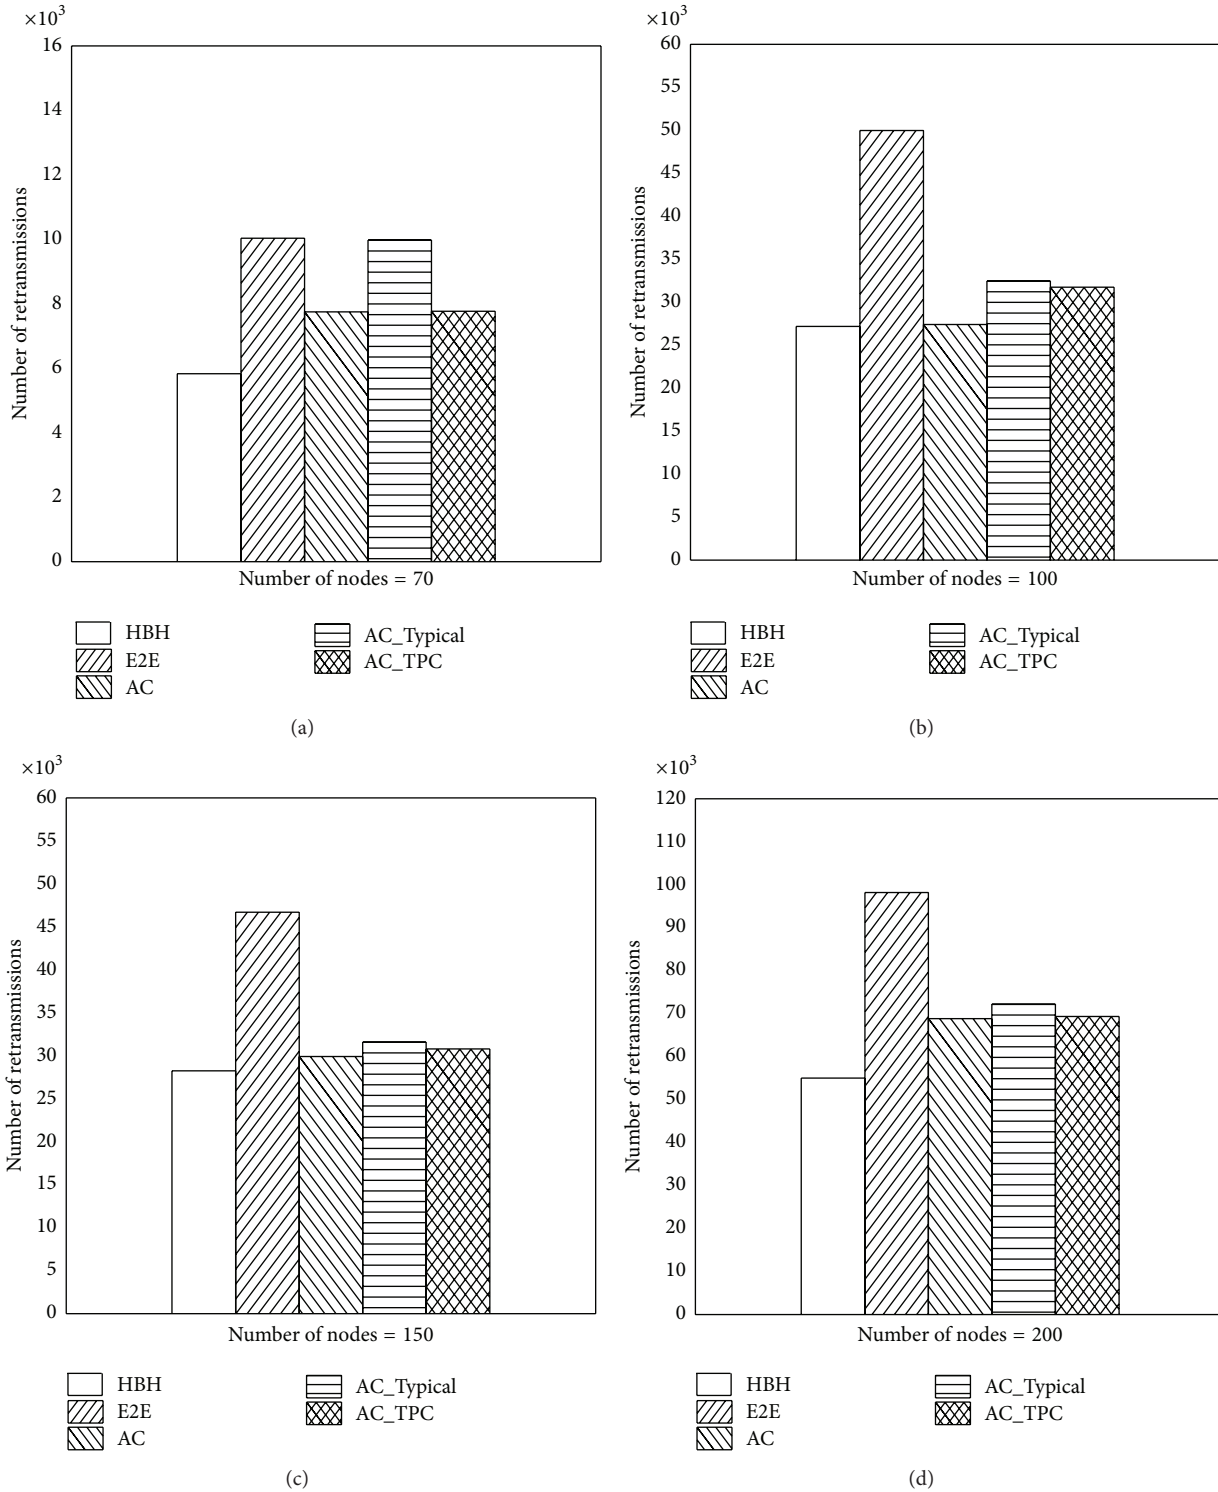 ×10³
16
14
12
10
8
6
4
2
0
Number of retransmissions
Number of nodes = 70
HBH
E2E
AC
AC_Typical
AC_TPC
(a)
×10³
60
55
50
45
40
35
30
25
20
15
10
5
0
Number of retransmissions
Number of nodes = 100
HBH
E2E
AC
AC_Typical
AC_TPC
(b)
×10³
60
55
50
45
40
35
30
25
20
15
10
5
0
Number of retransmissions
Number of nodes = 150
HBH
E2E
AC
AC_Typical
AC_TPC
(c)
×10³
120
110
100
90
80
70
60
50
40
30
20
10
0
Number of retransmissions
Number of nodes = 200
HBH
E2E
AC
AC_Typical
AC_TPC
(d)